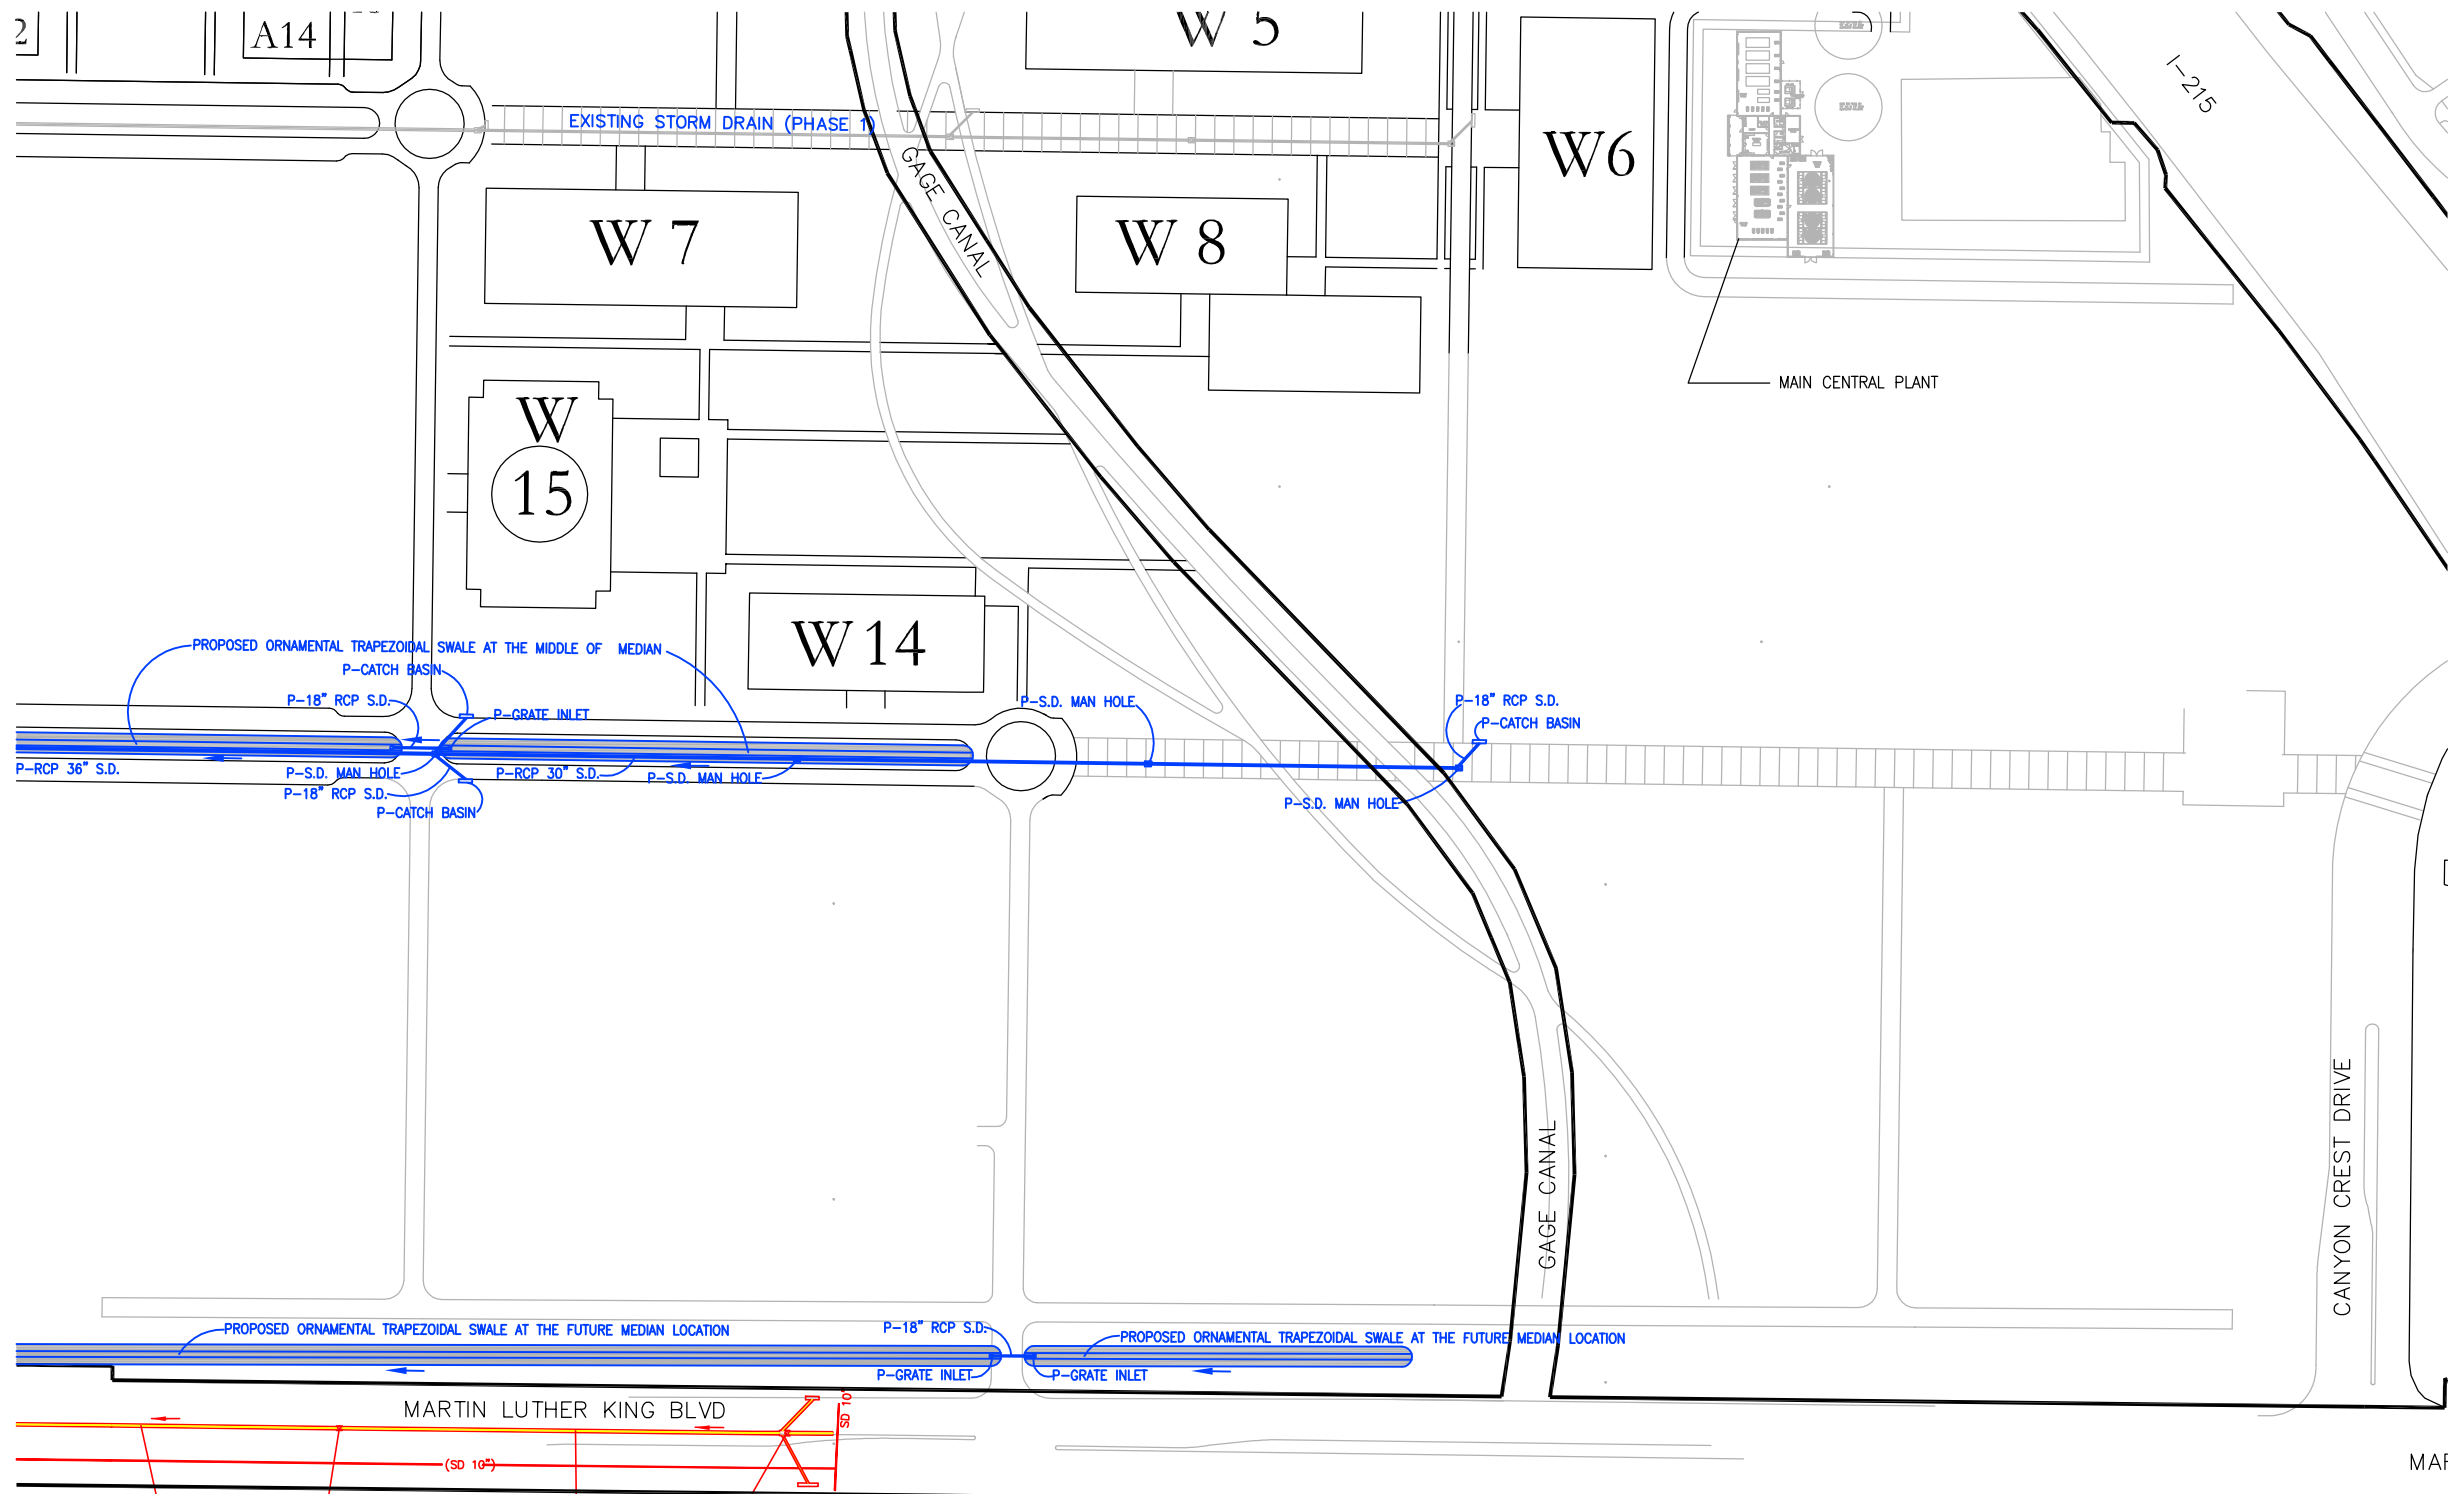 2
A14
W 5
I-215
EXISTING STORM DRAIN (PHASE 1)
GAGE CANAL
W6
W 7
W 8
MAIN CENTRAL PLANT
W
15
W 14
PROPOSED ORNAMENTAL TRAPEZOIDAL SWALE AT THE MIDDLE OF MEDIAN
P-CATCH BASIN
P-18" RCP S.D.
P-GRATE INLET
P-S.D. MAN HOLE
P-18" RCP S.D.
P-CATCH BASIN
P-RCP 36" S.D.
P-S.D. MAN HOLE
P-RCP 30" S.D.
P-S.D. MAN HOLE
P-18" RCP S.D.
P-CATCH BASIN
P-S.D. MAN HOLE
GAGE CANAL
CANYON CREST DRIVE
PROPOSED ORNAMENTAL TRAPEZOIDAL SWALE AT THE FUTURE MEDIAN LOCATION
P-18" RCP S.D.
PROPOSED ORNAMENTAL TRAPEZOIDAL SWALE AT THE FUTURE MEDIAN LOCATION
P-GRATE INLET
P-GRATE INLET
MARTIN LUTHER KING BLVD
SD 10"
(SD 10")
MAR